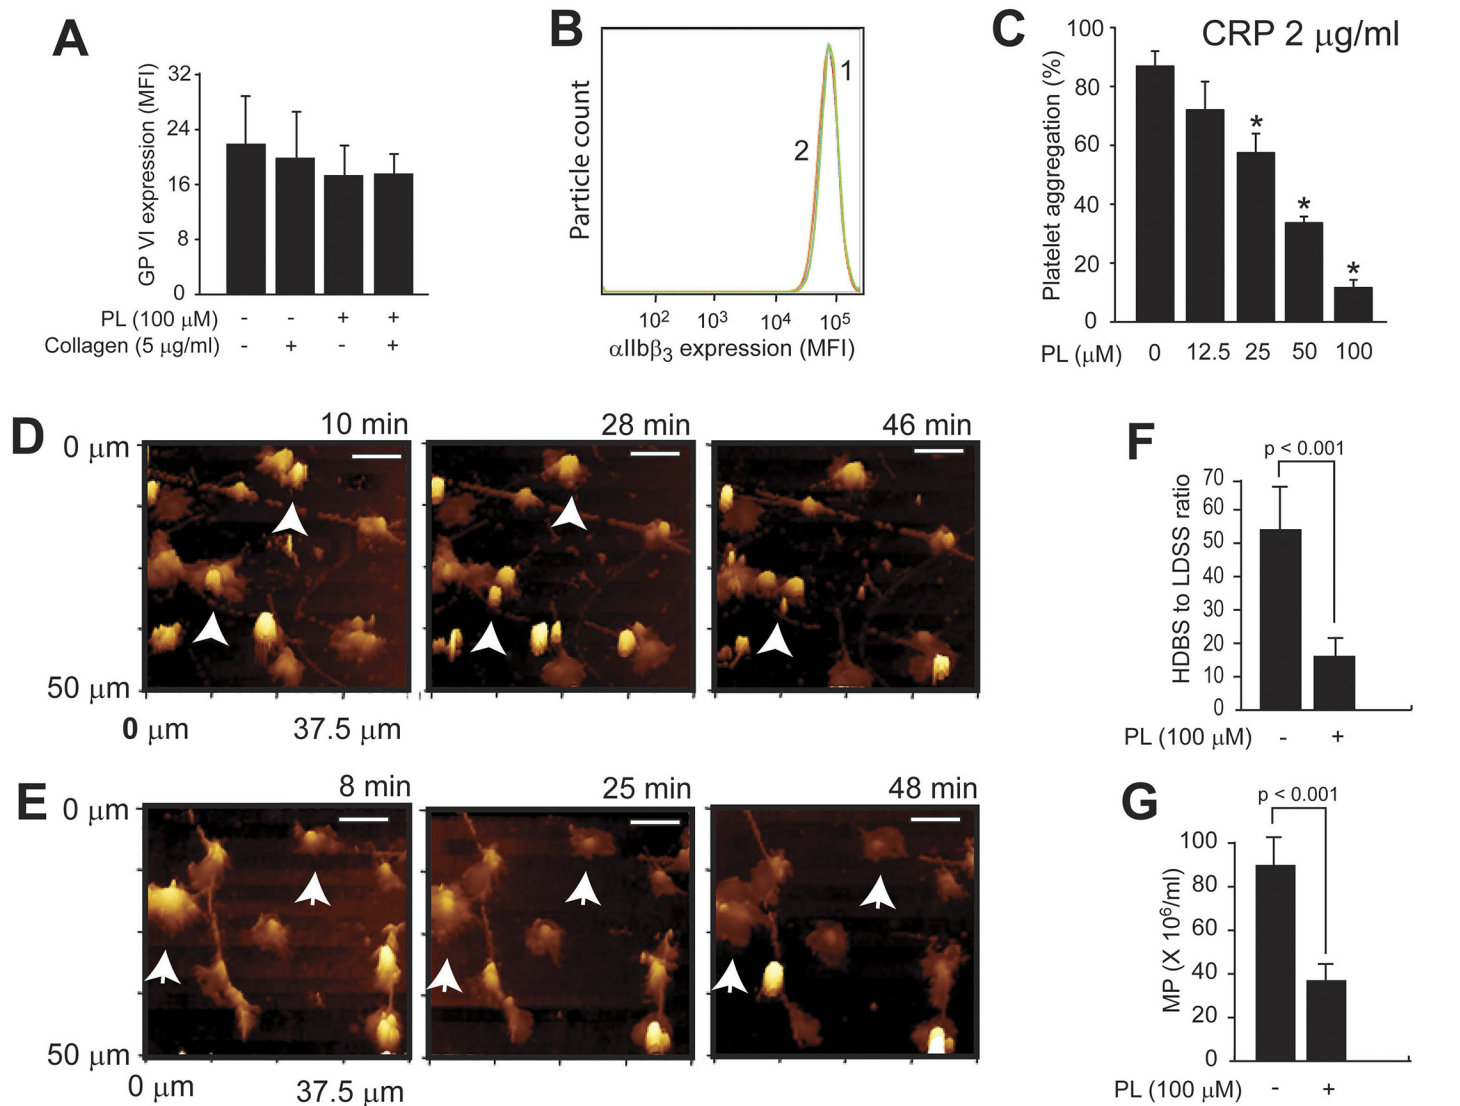 A
GP VI expression (MFI)
32
24
16
8
0
PL (100 μM) - - + +
Collagen (5 μg/ml) - + - +
B
Particle count
1
2
10² 10³ 10⁴ 10⁵
αIIbβ₃ expression (MFI)
C
CRP 2 μg/ml
Platelet aggregation (%)
100
80
60
40
20
0
* * *
PL (μM) 0 12.5 25 50 100
D
10 min 28 min 46 min
0 μm
50 μm
0 μm 37.5 μm
E
8 min 25 min 48 min
0 μm
50 μm
0 μm 37.5 μm
F
p < 0.001
HDBS to LDSS ratio
70
60
50
40
30
20
10
0
PL (100 μM) - +
G
p < 0.001
MP (X 10⁶/ml)
100
80
60
40
20
0
PL (100 μM) - +